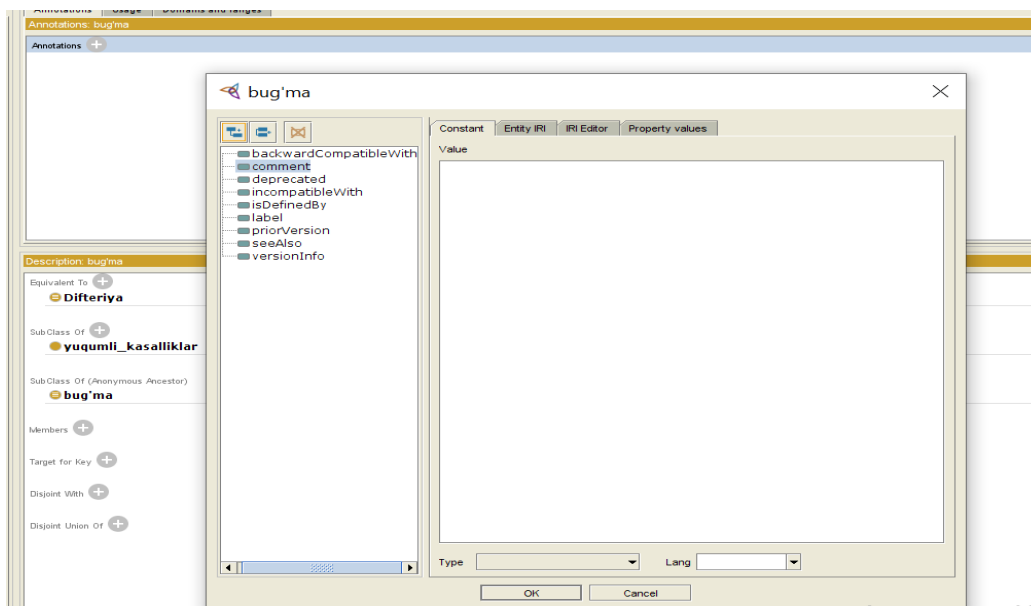 Annotations Usage Domains and ranges
Annotations: bug'ma
Annotations
bug'ma
Constant Entity IRI IRI Editor Property values
Value
backwardCompatibleWith
comment
deprecated
incompatibleWith
isDefinedBy
label
priorVersion
seeAlso
versionInfo
Type Lang
OK Cancel
Description: bug'ma
Equivalent To
Difteriya
SubClass Of
yuqumli_kasalliklar
SubClass Of (Anonymous Ancestor)
bug'ma
Members
Target for Key
Disjoint With
Disjoint Union Of